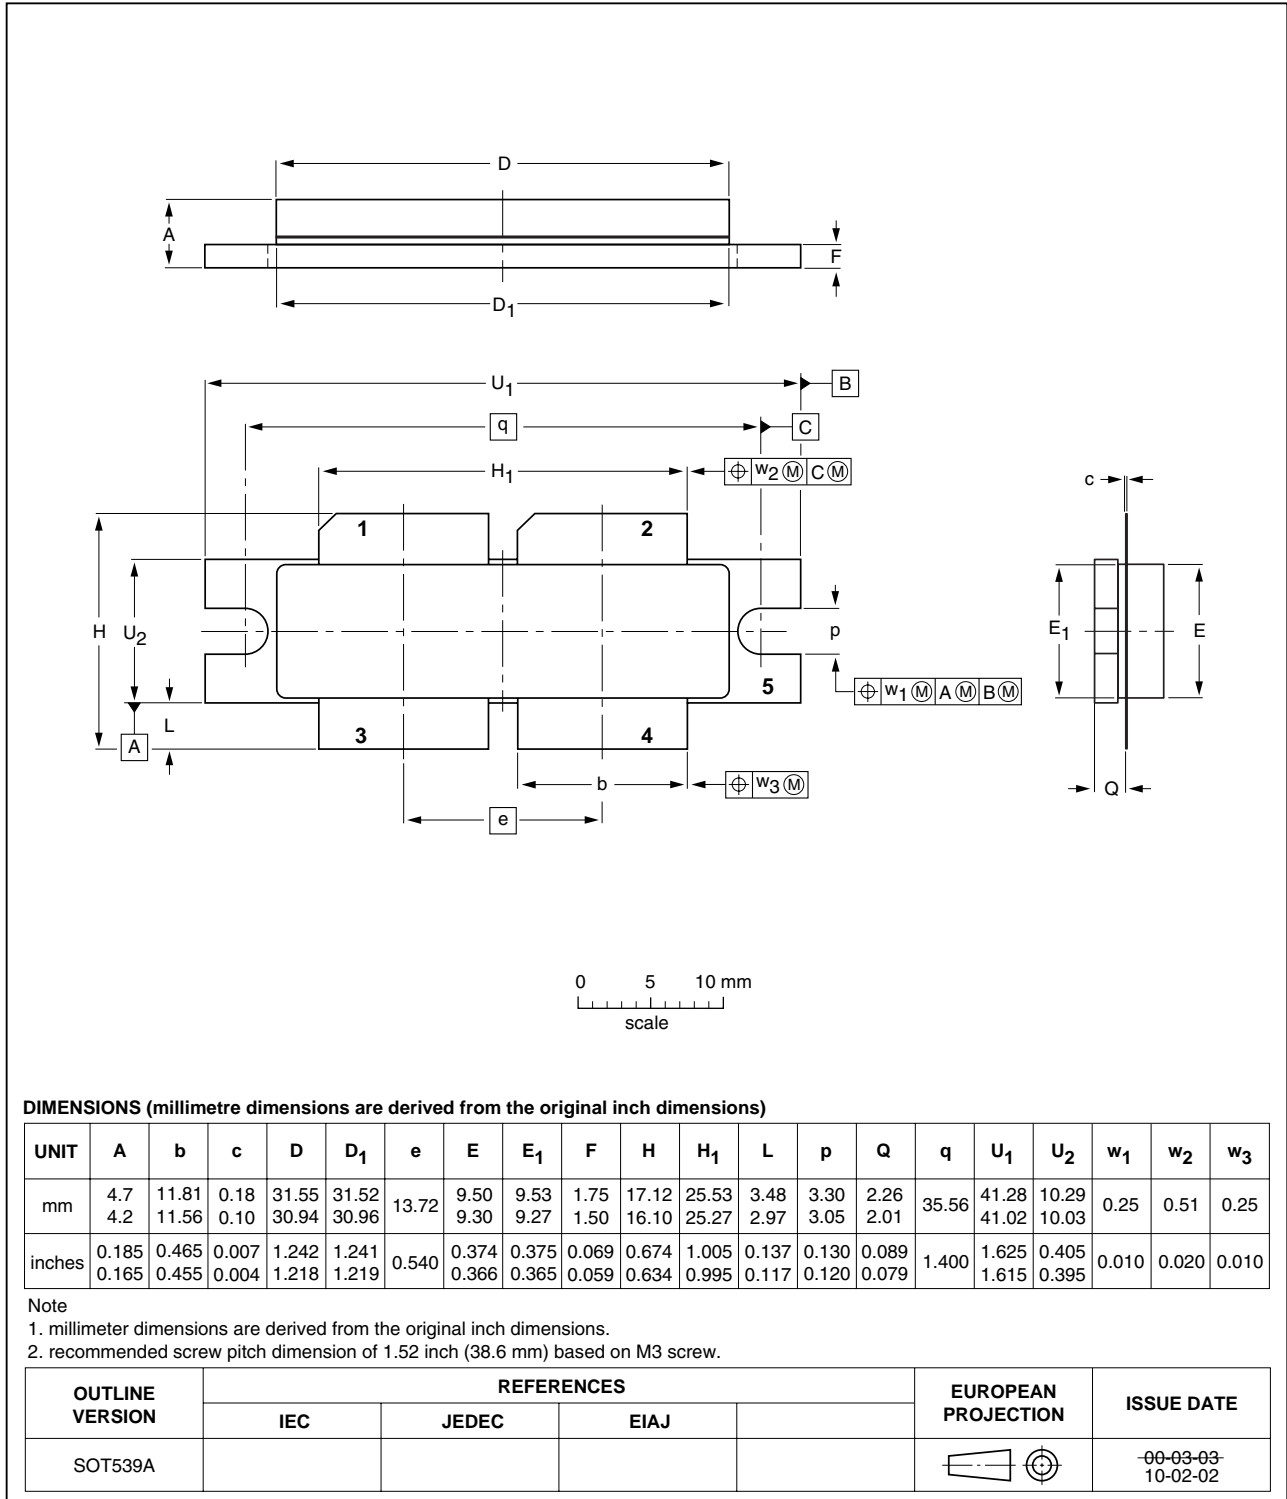 D
A
F
D1
U1
B
q
C
H1
w2 Ⓜ C Ⓜ
c
1
2
H
U2
p
E1
E
5
w1 Ⓜ A Ⓜ B Ⓜ
L
A
3
4
b
w3 Ⓜ
Q
e
0 5 10 mm
scale
DIMENSIONS (millimetre dimensions are derived from the original inch dimensions)
UNIT A b c D D1 e E E1 F H H1 L p Q q U1 U2 w1 w2 w3
mm 4.7 11.81 0.18 31.55 31.52 13.72 9.50 9.53 1.75 17.12 25.53 3.48 3.30 2.26 35.56 41.28 10.29 0.25 0.51 0.25
4.2 11.56 0.10 30.94 30.96 9.30 9.27 1.50 16.10 25.27 2.97 3.05 2.01 41.02 10.03
inches 0.185 0.465 0.007 1.242 1.241 0.540 0.374 0.375 0.069 0.674 1.005 0.137 0.130 0.089 1.400 1.625 0.405 0.010 0.020 0.010
0.165 0.455 0.004 1.218 1.219 0.366 0.365 0.059 0.634 0.995 0.117 0.120 0.079 1.615 0.395
Note
1. millimeter dimensions are derived from the original inch dimensions.
2. recommended screw pitch dimension of 1.52 inch (38.6 mm) based on M3 screw.
OUTLINE VERSION
REFERENCES
IEC JEDEC EIAJ
EUROPEAN PROJECTION
ISSUE DATE
SOT539A
00-03-03
10-02-02